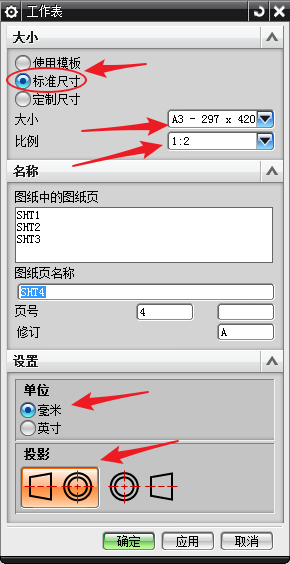 工作表
大小
使用模板
标准尺寸
定制尺寸
大小 A3 - 297 x 420
比例 1:2
名称
图纸中的图纸页
SHT1
SHT2
SHT3
图纸页名称
SHT4
页号 4
修订 A
设置
单位
毫米
英寸
投影
确定 应用 取消